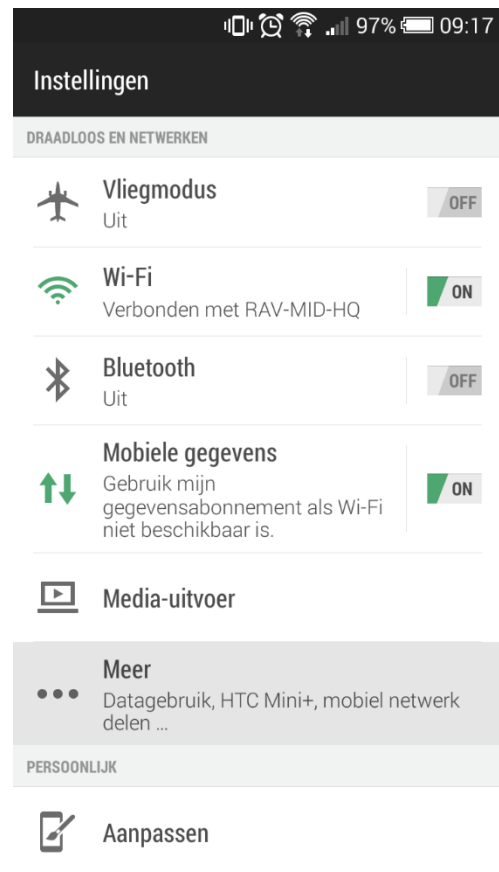 97% 09:17
Instellingen
DRAADLOOS EN NETWERKEN
Vliegmodus
Uit
OFF
Wi-Fi
Verbonden met RAV-MID-HQ
ON
Bluetooth
Uit
OFF
Mobiele gegevens
Gebruik mijn
gegevensabonnement als Wi-Fi
niet beschikbaar is.
ON
Media-uitvoer
Meer
Datagebruik, HTC Mini+, mobiel netwerk
delen ...
PERSOONLIJK
Aanpassen